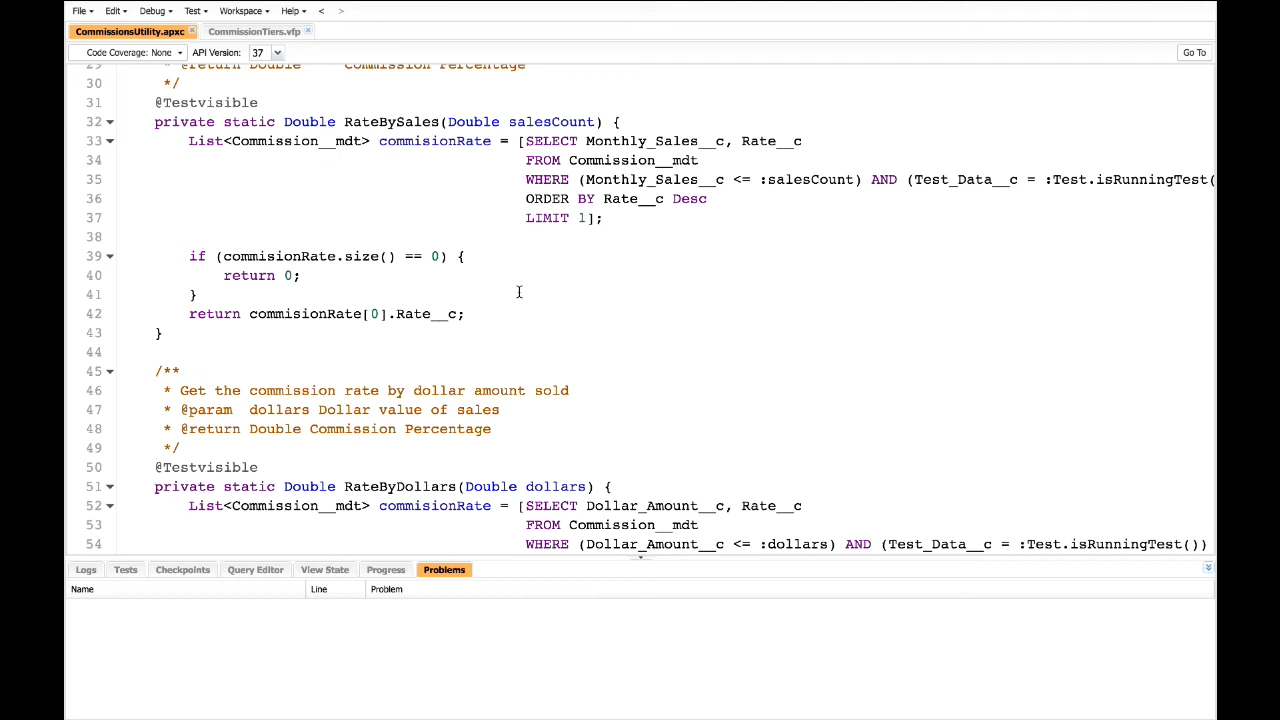 File Edit Debug Test Workspace Help < >
CommissionsUtility.apxc CommissionTiers.vfp
Code Coverage: None API Version: 37 Go To
29 * @return Double Commission Percentage
30 */
31 @Testvisible
32 private static Double RateBySales(Double salesCount) {
33 List<Commission__mdt> commisionRate = [SELECT Monthly_Sales__c, Rate__c
34 FROM Commission__mdt
35 WHERE (Monthly_Sales__c <= :salesCount) AND (Test_Data__c = :Test.isRunningTest(
36 ORDER BY Rate__c Desc
37 LIMIT 1];
38
39 if (commisionRate.size() == 0) {
40 return 0;
41 }
42 return commisionRate[0].Rate__c;
43 }
44
45 /**
46 * Get the commission rate by dollar amount sold
47 * @param dollars Dollar value of sales
48 * @return Double Commission Percentage
49 */
50 @Testvisible
51 private static Double RateByDollars(Double dollars) {
52 List<Commission__mdt> commisionRate = [SELECT Dollar_Amount__c, Rate__c
53 FROM Commission__mdt
54 WHERE (Dollar_Amount__c <= :dollars) AND (Test_Data__c = :Test.isRunningTest())
Logs Tests Checkpoints Query Editor View State Progress Problems
Name Line Problem